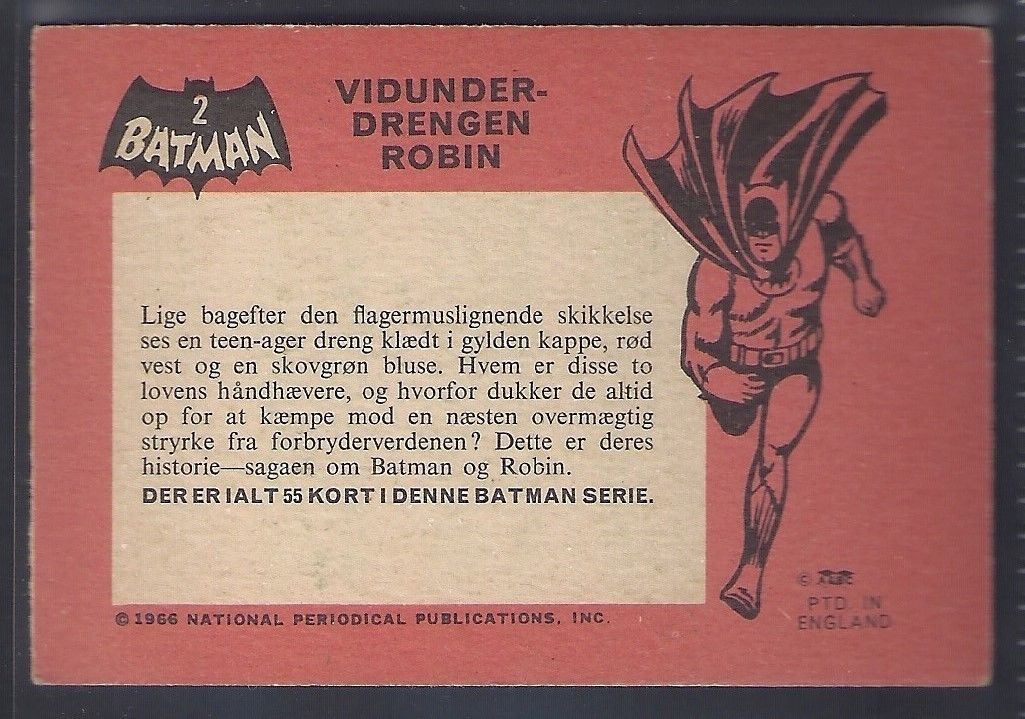 2
BATMAN
VIDUNDER-
DRENGEN
ROBIN
Lige bagefter den flagermuslignende skikkelse
ses en teen-ager dreng klædt i gylden kappe, rød
vest og en skovgrøn bluse. Hvem er disse to
lovens håndhævere, og hvorfor dukker de altid
op for at kæmpe mod en næsten overmægtig
stryrke fra forbryderverdenen? Dette er deres
historie—sagaen om Batman og Robin.
DER ER IALT 55 KORT I DENNE BATMAN SERIE.
© 1966 NATIONAL PERIODICAL PUBLICATIONS, INC.
©
PTD. IN
ENGLAND